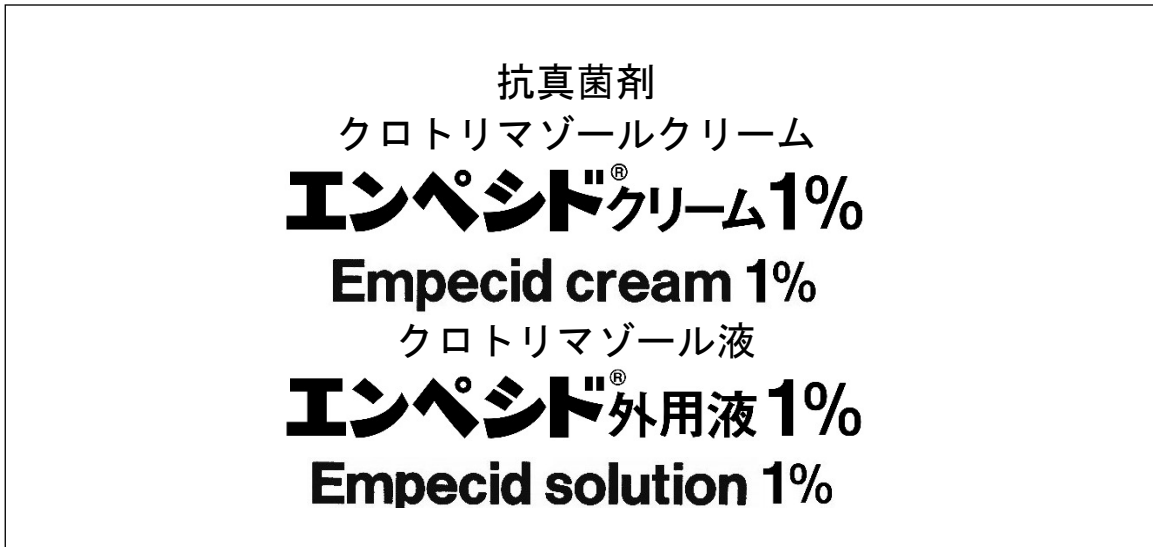 抗真菌剤
クロトリマゾールクリーム
エンペシド®クリーム1%
Empecid cream 1%
クロトリマゾール液
エンペシド®外用液1%
Empecid solution 1%